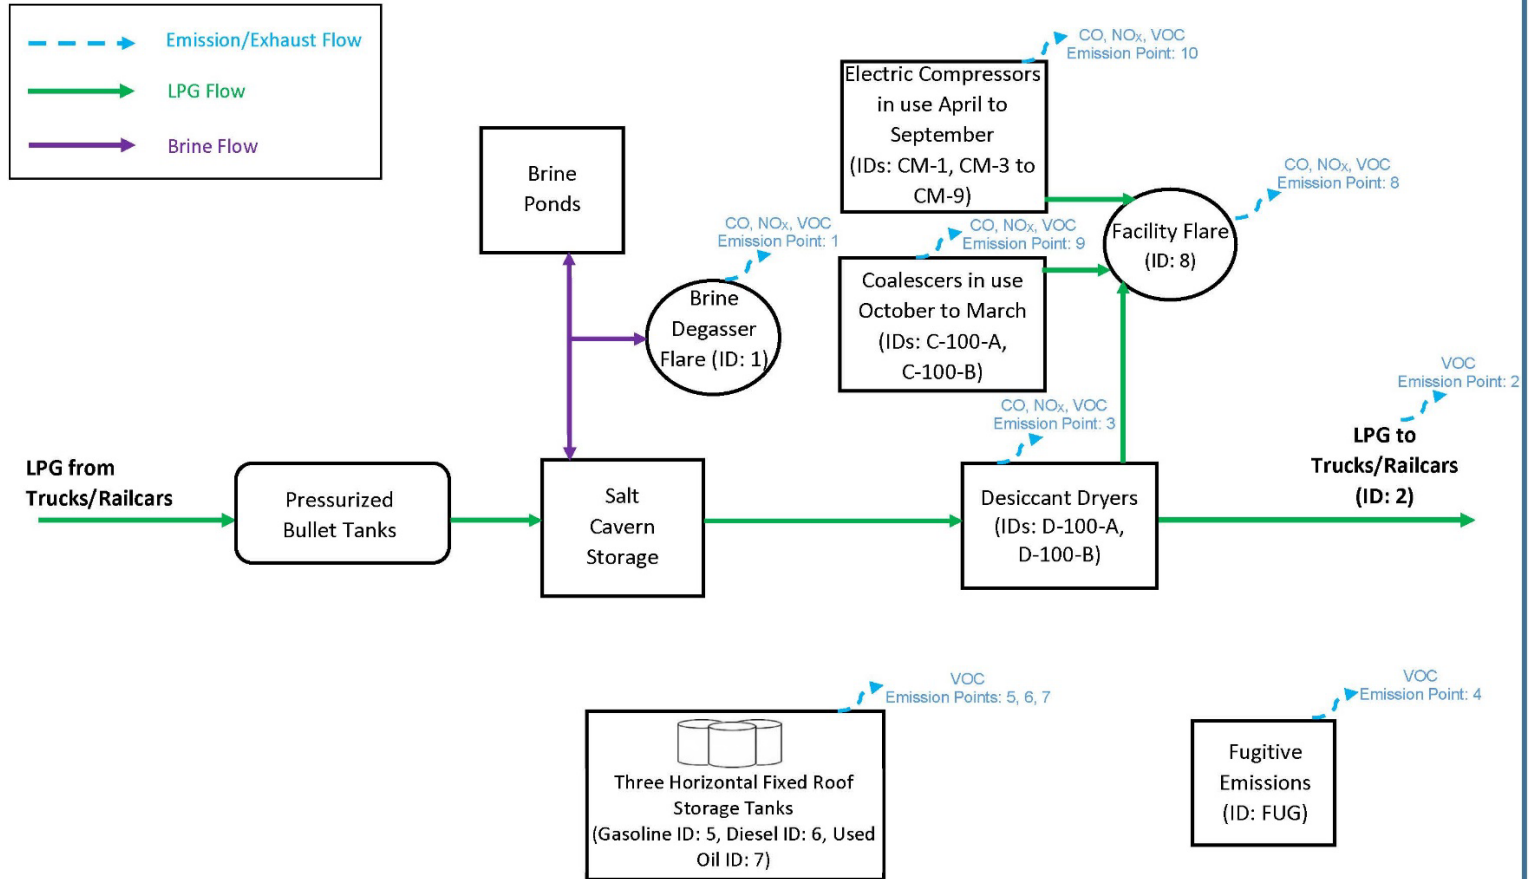 Emission/Exhaust Flow
LPG Flow
Brine Flow
CO, NOx, VOC
Emission Point: 10
Electric Compressors
in use April to
September
(IDs: CM-1, CM-3 to
CM-9)
Brine
Ponds
CO, NOx, VOC
Emission Point: 8
Facility Flare
(ID: 8)
CO, NOx, VOC
Emission Point: 1
CO, NOx, VOC
Emission Point: 9
Brine
Degasser
Flare (ID: 1)
Coalescers in use
October to March
(IDs: C-100-A,
C-100-B)
VOC
Emission Point: 2
CO, NOx, VOC
Emission Point: 3
LPG from
Trucks/Railcars
Pressurized
Bullet Tanks
Salt
Cavern
Storage
Desiccant Dryers
(IDs: D-100-A,
D-100-B)
LPG to
Trucks/Railcars
(ID: 2)
VOC
Emission Points: 5, 6, 7
Three Horizontal Fixed Roof
Storage Tanks
(Gasoline ID: 5, Diesel ID: 6, Used
Oil ID: 7)
VOC
Emission Point: 4
Fugitive
Emissions
(ID: FUG)